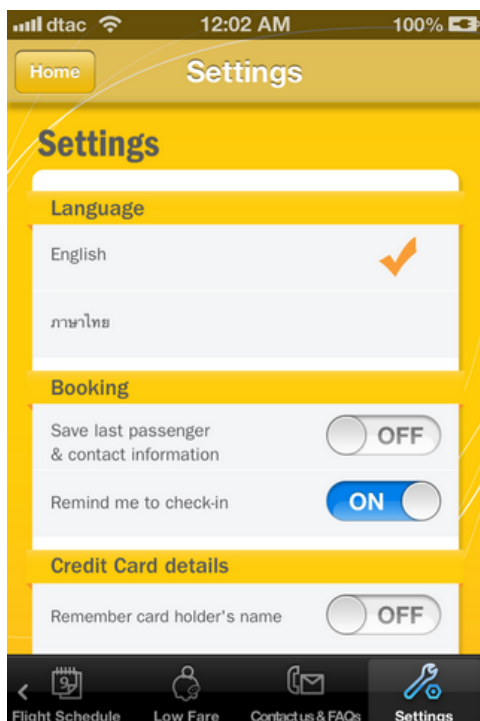 dtac 12:02 AM 100%
Home Settings
Settings
Language
English
ภาษาไทย
Booking
Save last passenger OFF
& contact information
Remind me to check-in ON
Credit Card details
Remember card holder's name OFF
Flight Schedule Low Fare Contact us & FAQs Settings